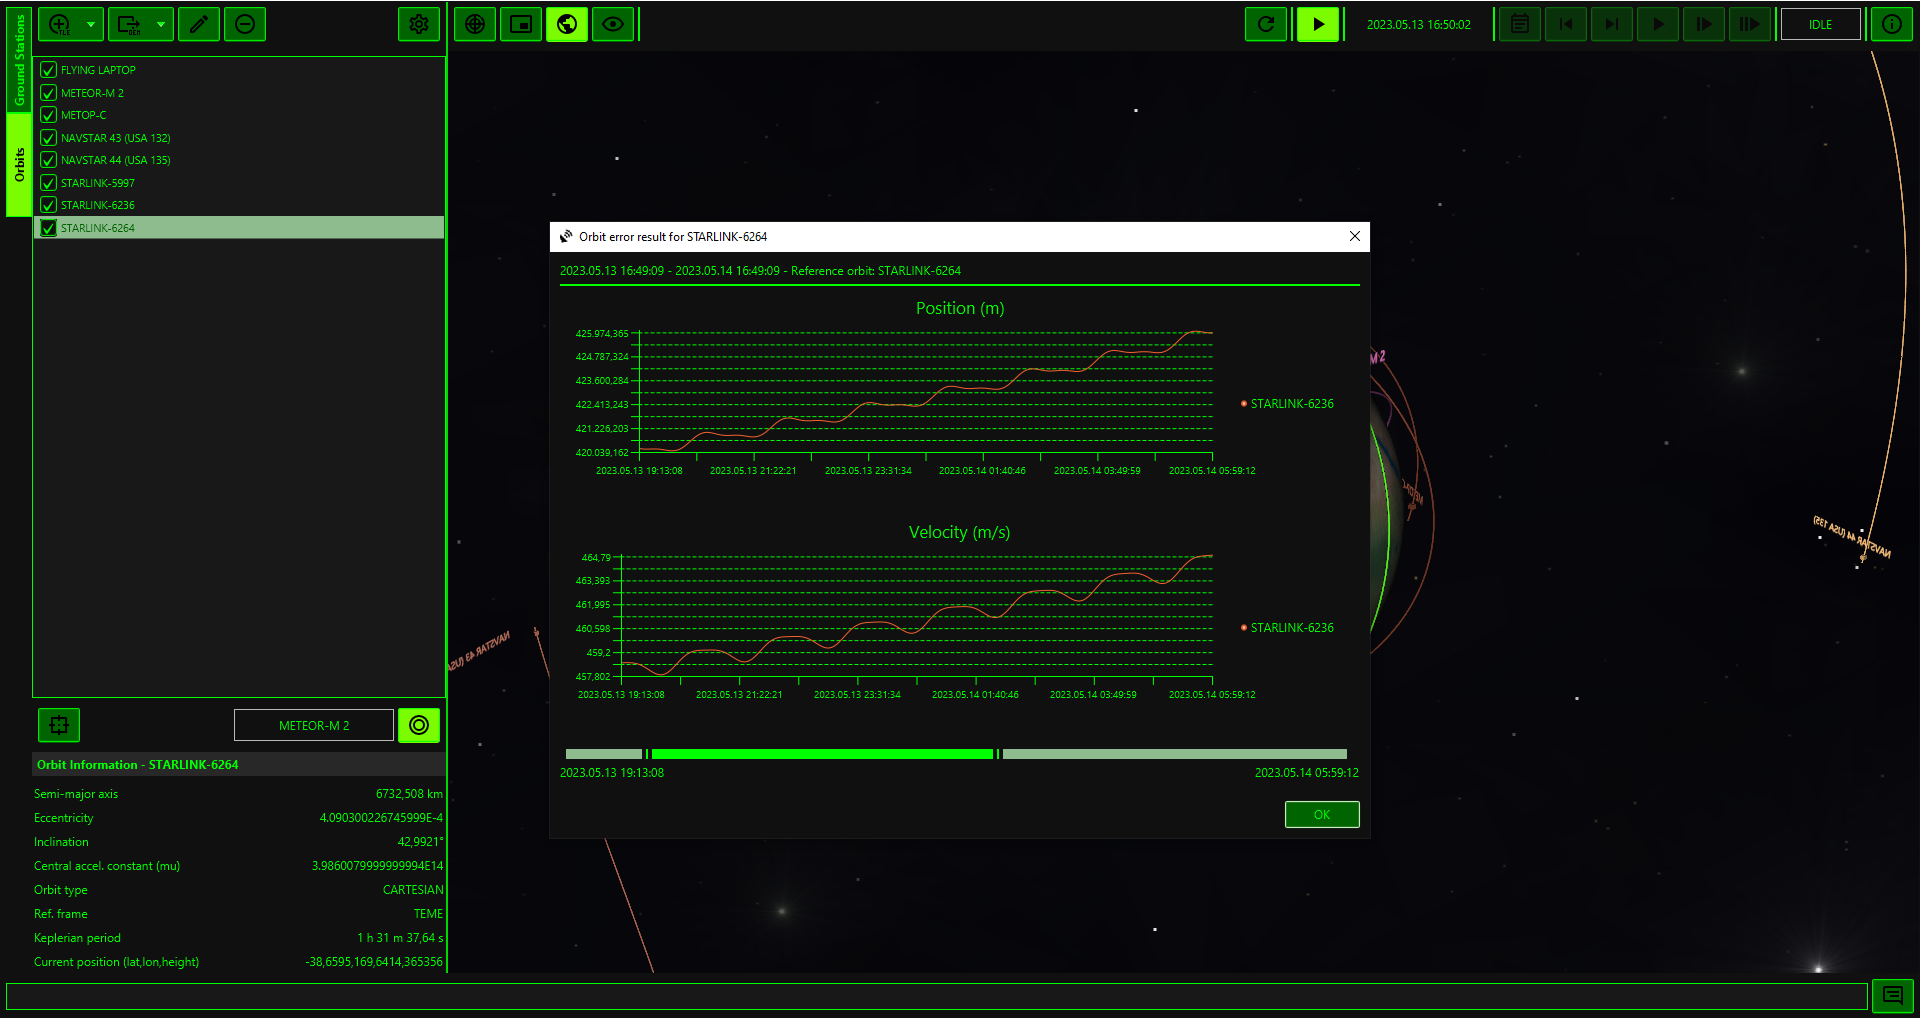 Ground Stations
Orbits
TLE
OEM
2023.05.13 16:50:02
IDLE
FLYING LAPTOP
METEOR-M 2
METOP-C
NAVSTAR 43 (USA 132)
NAVSTAR 44 (USA 135)
STARLINK-5997
STARLINK-6236
STARLINK-6264
METEOR-M 2
Orbit Information - STARLINK-6264
Semi-major axis 6732,508 km
Eccentricity 4.090300226745999E-4
Inclination 42,9921°
Central accel. constant (mu) 3.9860079999999994E14
Orbit type CARTESIAN
Ref. frame TEME
Keplerian period 1 h 31 m 37,64 s
Current position (lat,lon,height) -38,6595,169,6414,365356
Orbit error result for STARLINK-6264
2023.05.13 16:49:09 - 2023.05.14 16:49:09 - Reference orbit: STARLINK-6264
Position (m)
425.974,365
424.787,324
423.600,284
422.413,243
421.226,203
420.039,162
2023.05.13 19:13:08 2023.05.13 21:22:21 2023.05.13 23:31:34 2023.05.14 01:40:46 2023.05.14 03:49:59 2023.05.14 05:59:12
STARLINK-6236
Velocity (m/s)
464,79
463,393
461,995
460,598
459,2
457,802
2023.05.13 19:13:08 2023.05.13 21:22:21 2023.05.13 23:31:34 2023.05.14 01:40:46 2023.05.14 03:49:59 2023.05.14 05:59:12
STARLINK-6236
2023.05.13 19:13:08 2023.05.14 05:59:12
OK
M-2
NAVSTAR 43 (USA
NAVSTAR 44 (USA 135)